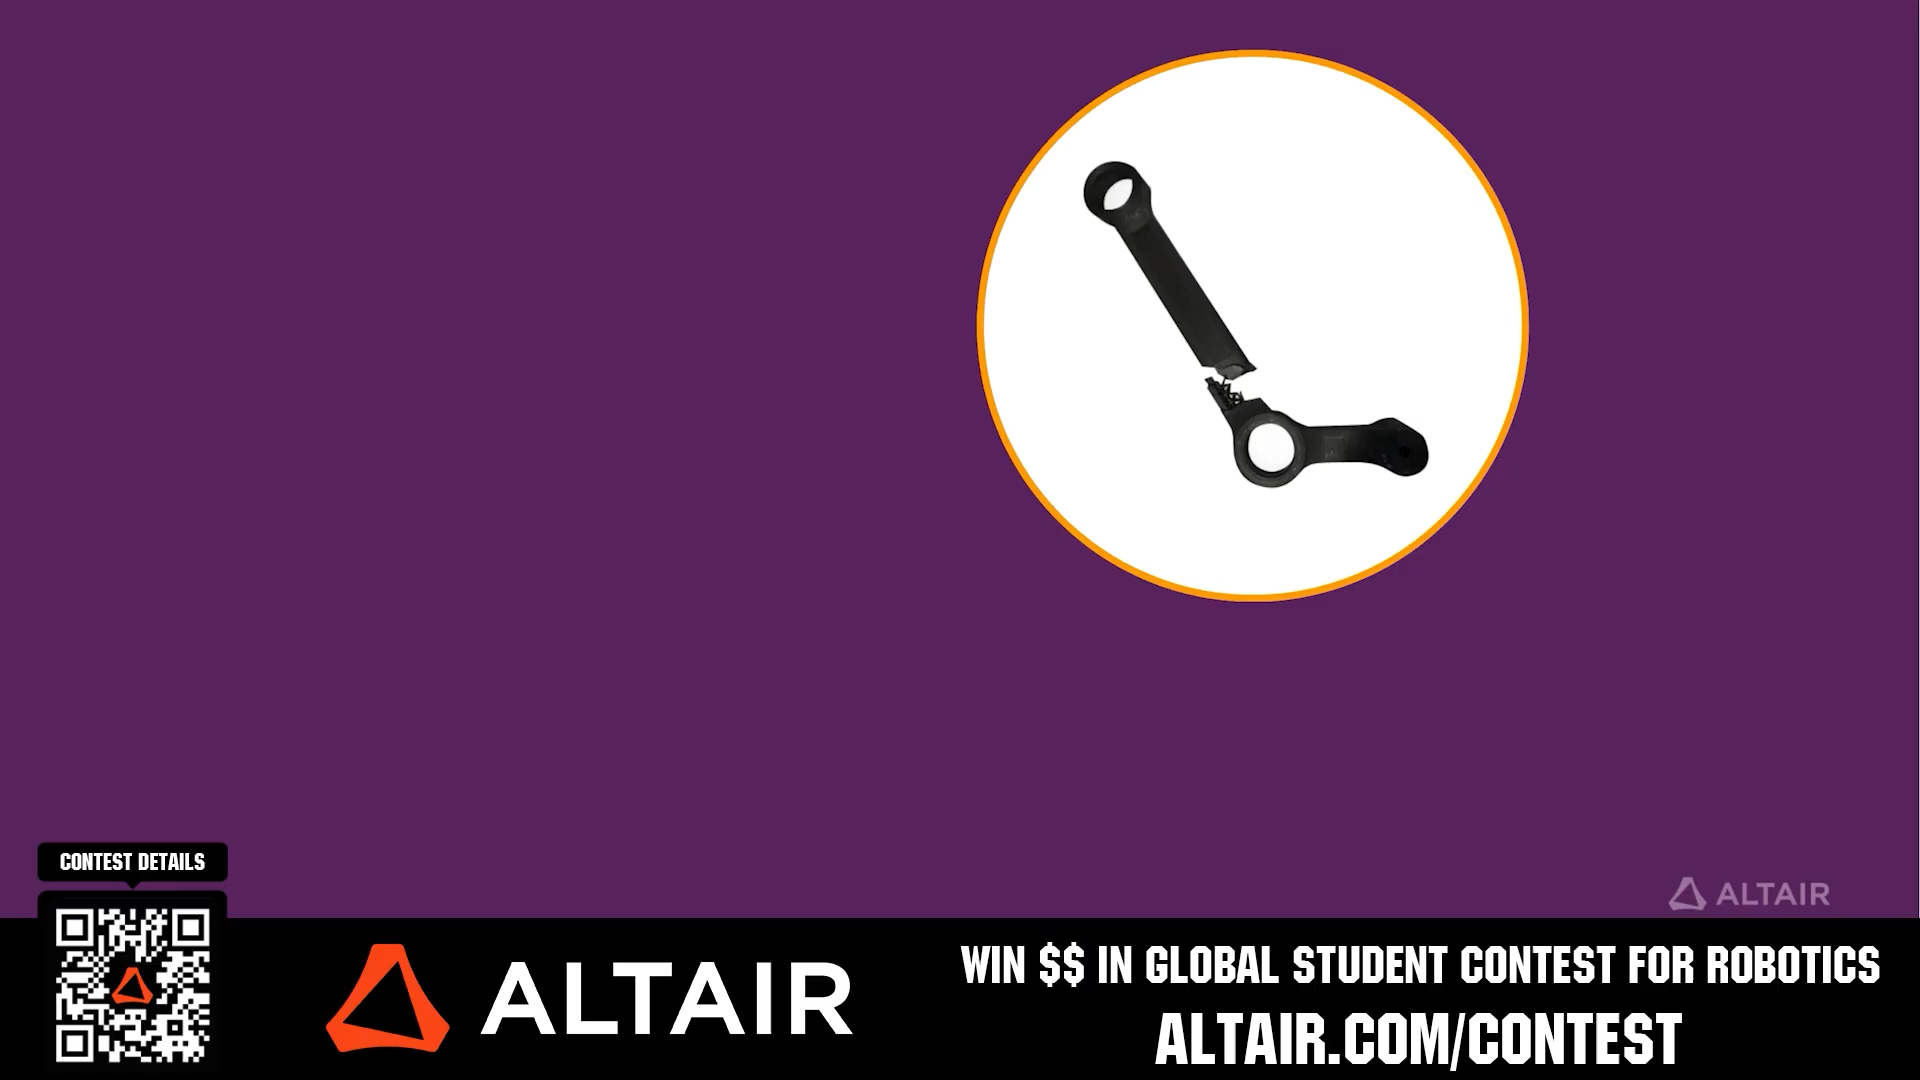 CONTEST DETAILS
ALTAIR
ALTAIR
WIN $$ IN GLOBAL STUDENT CONTEST FOR ROBOTICS
ALTAIR.COM/CONTEST